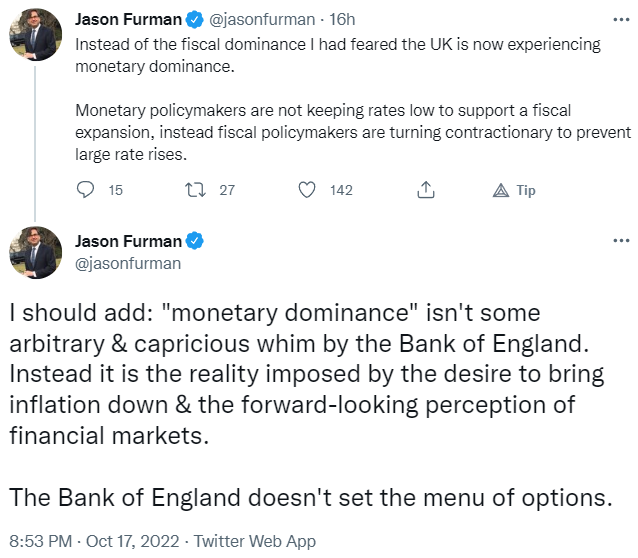 Jason Furman @jasonfurman · 16h
Instead of the fiscal dominance I had feared the UK is now experiencing
monetary dominance.
Monetary policymakers are not keeping rates low to support a fiscal
expansion, instead fiscal policymakers are turning contractionary to prevent
large rate rises.
15 27 142 Tip
Jason Furman
@jasonfurman
I should add: "monetary dominance" isn't some
arbitrary & capricious whim by the Bank of England.
Instead it is the reality imposed by the desire to bring
inflation down & the forward-looking perception of
financial markets.
The Bank of England doesn't set the menu of options.
8:53 PM · Oct 17, 2022 · Twitter Web App